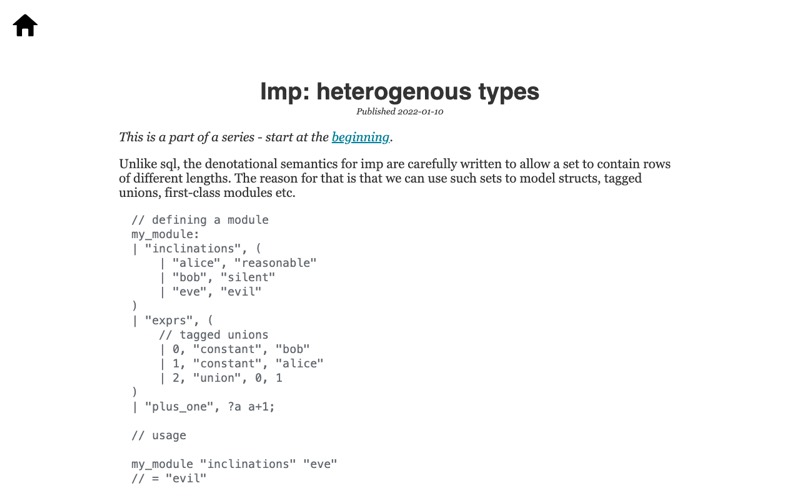 Imp: heterogenous types
Published 2022-01-10
This is a part of a series - start at the beginning.
Unlike sql, the denotational semantics for imp are carefully written to allow a set to contain rows
of different lengths. The reason for that is that we can use such sets to model structs, tagged
unions, first-class modules etc.
// defining a module
my_module:
| "inclinations", (
    | "alice", "reasonable"
    | "bob", "silent"
    | "eve", "evil"
)
| "exprs", (
    // tagged unions
    | 0, "constant", "bob"
    | 1, "constant", "alice"
    | 2, "union", 0, 1
)
| "plus_one", ?a a+1;
// usage
my_module "inclinations" "eve"
// = "evil"